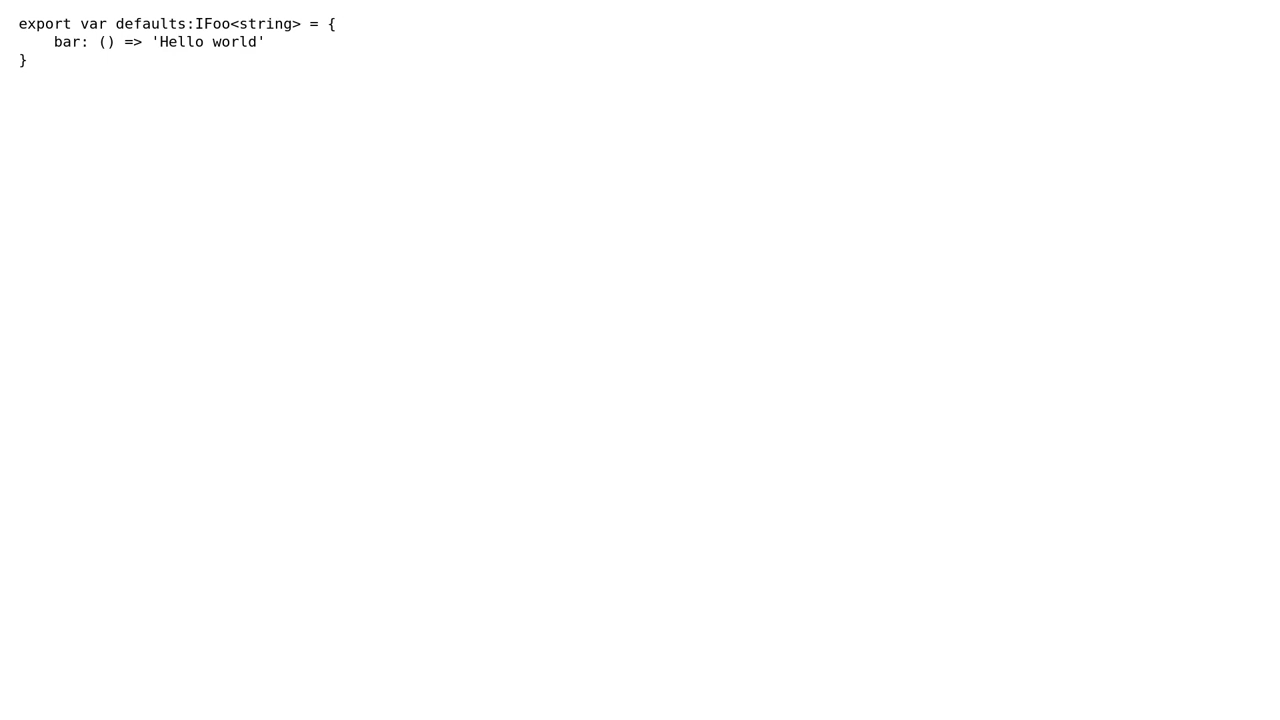 export var defaults:IFoo<string> = {
    bar: () => 'Hello world'
}